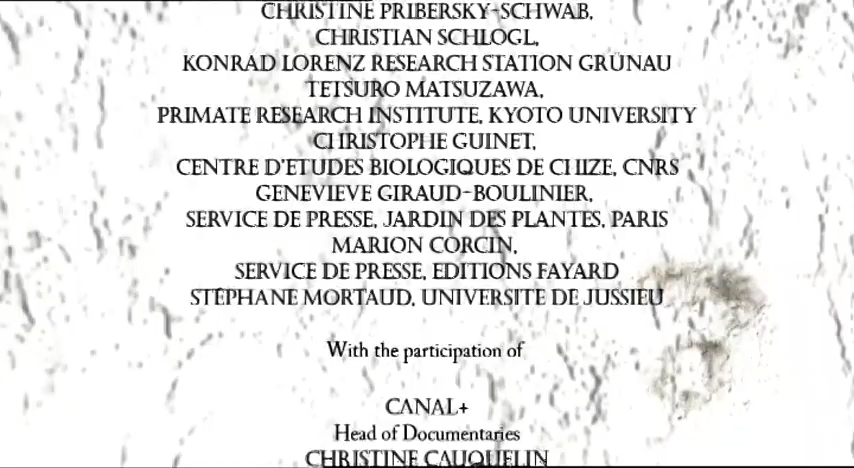 CHRISTINE PRIBERSKY-SCHWAB,
CHRISTIAN SCHLOGL,
KONRAD LORENZ RESEARCH STATION GRÜNAU
TETSURO MATSUZAWA,
PRIMATE RESEARCH INSTITUTE, KYOTO UNIVERSITY
CHRISTOPHE GUINET,
CENTRE D'ETUDES BIOLOGIQUES DE CHIZE, CNRS
GENEVIEVE GIRAUD-BOULINIER,
SERVICE DE PRESSE, JARDIN DES PLANTES, PARIS
MARION CORCIN,
SERVICE DE PRESSE, EDITIONS FAYARD
STÉPHANE MORTAUD, UNIVERSITE DE JUSSIEU
With the participation of
CANAL+
Head of Documentaries
CHRISTINE CAUQUELIN